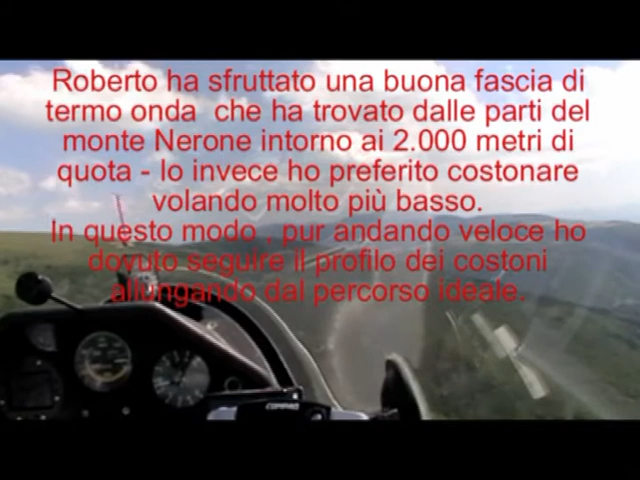 Roberto ha sfruttato una buona fascia di
termo onda che ha trovato dalle parti del
monte Nerone intorno ai 2.000 metri di
quota - Io invece ho preferito costonare
volando molto più basso.
In questo modo , pur andando veloce ho
dovuto seguire il profilo dei costoni
allungando dal percorso ideale.
COMPAQ